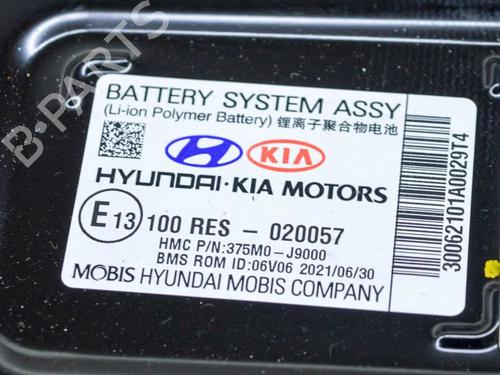 BATTERY SYSTEM ASSY
(Li-ion Polymer Battery) 锂离子聚合物电池
HYUNDAI
KIA
HYUNDAI·KIA MOTORS
E13 100 RES - 020057
HMC P/N:375M0-J9000
BMS ROM ID:06V06 2021/06/30
MOBIS HYUNDAI MOBIS COMPANY
30062101A0029T4
B-PARTS